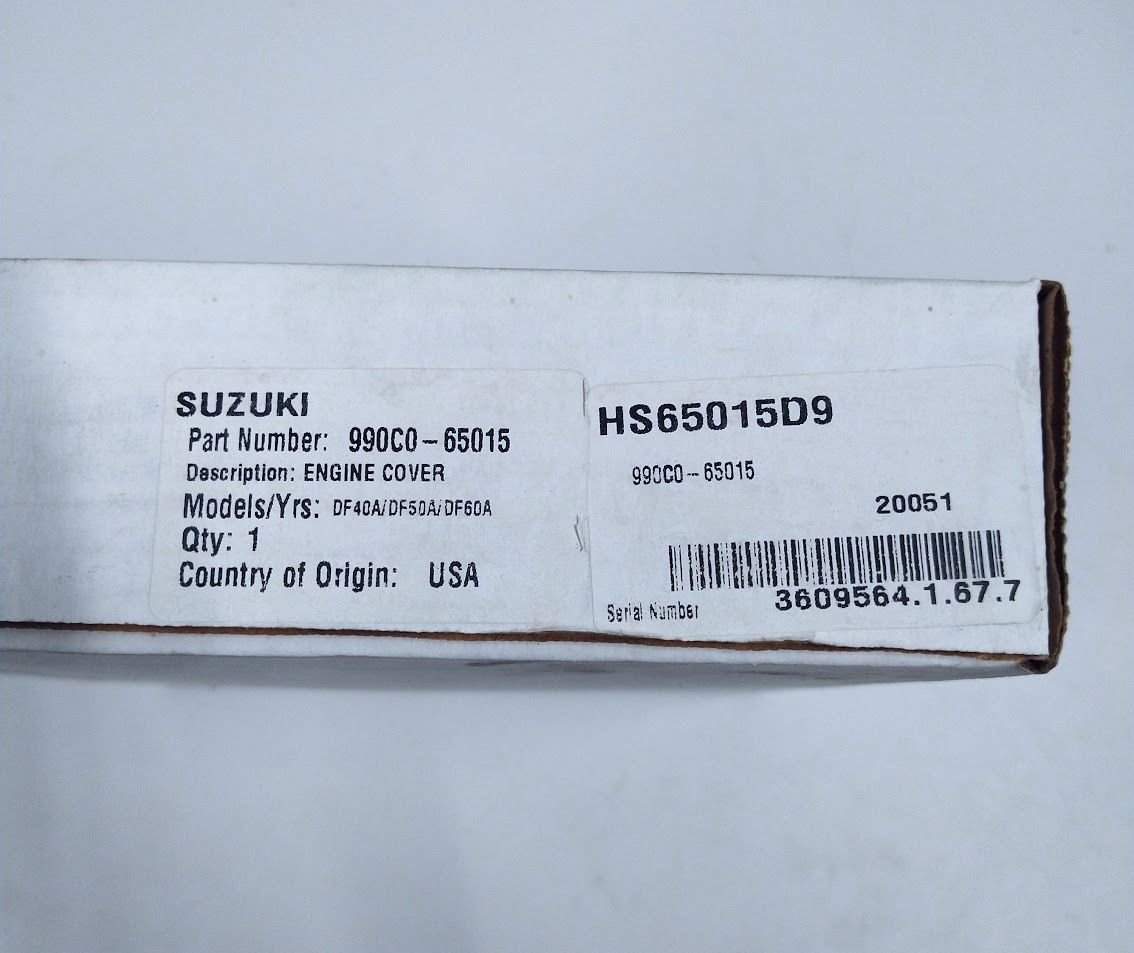 SUZUKI
Part Number: 990C0-65015
Description: ENGINE COVER
Models/Yrs: DF40A/DF50A/DF60A
Qty: 1
Country of Origin: USA
HS65015D9
990C0-65015
20051
3609564.1.67.7
Serial Number